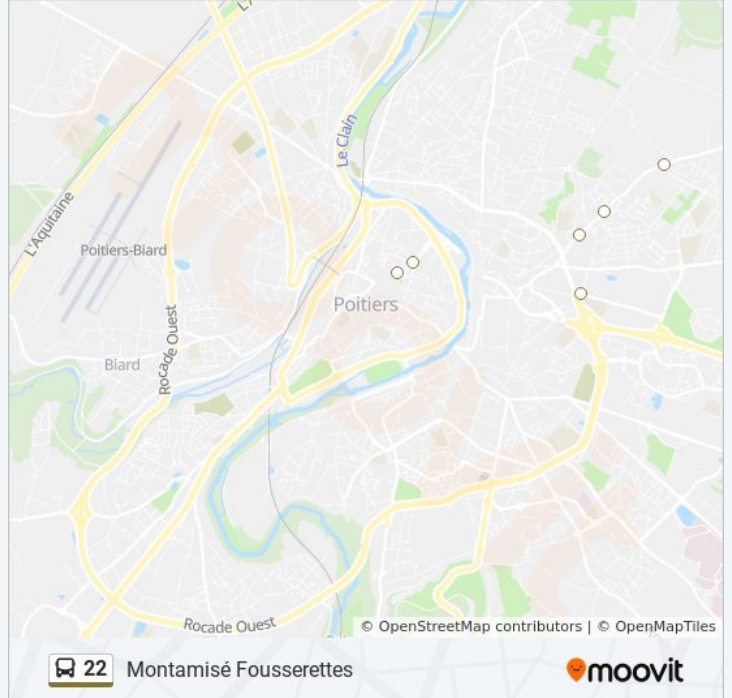 L'A
Le Clain
L'Aquitaine
Poitiers-Biard
Poitiers
Biard
Rocade Ouest
Rocade Ouest
© OpenStreetMap contributors | © OpenMapTiles
22 Montamisé Fousserettes
moovit